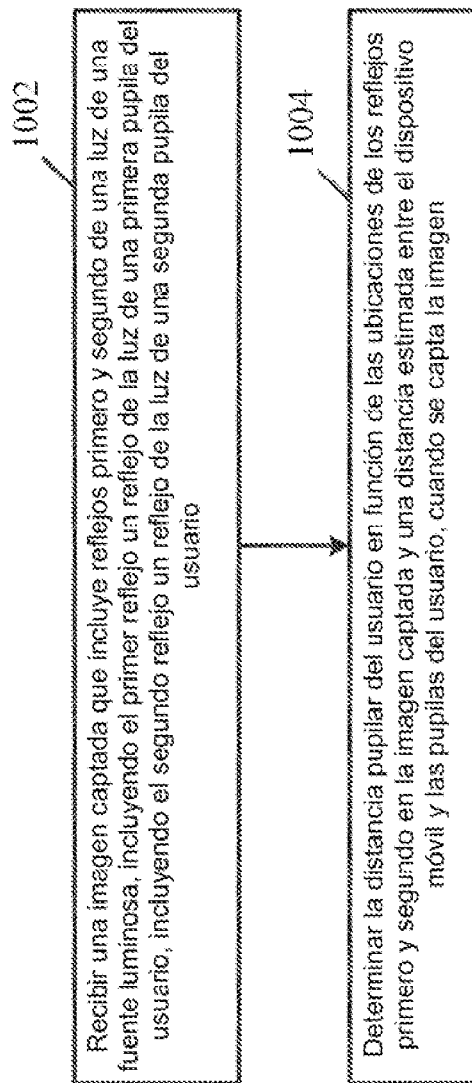 1002
Recibir una imagen captada que incluye reflejos primero y segundo de una luz de una
fuente luminosa, incluyendo el primer reflejo un reflejo de la luz de una primera pupila del
usuario, incluyendo el segundo reflejo un reflejo de la luz de una segunda pupila del
usuario
1004
Determinar la distancia pupilar del usuario en función de las ubicaciones de los reflejos
primero y segundo en la imagen captada y una distancia estimada entre el dispositivo
móvil y las pupilas del usuario, cuando se capta la imagen